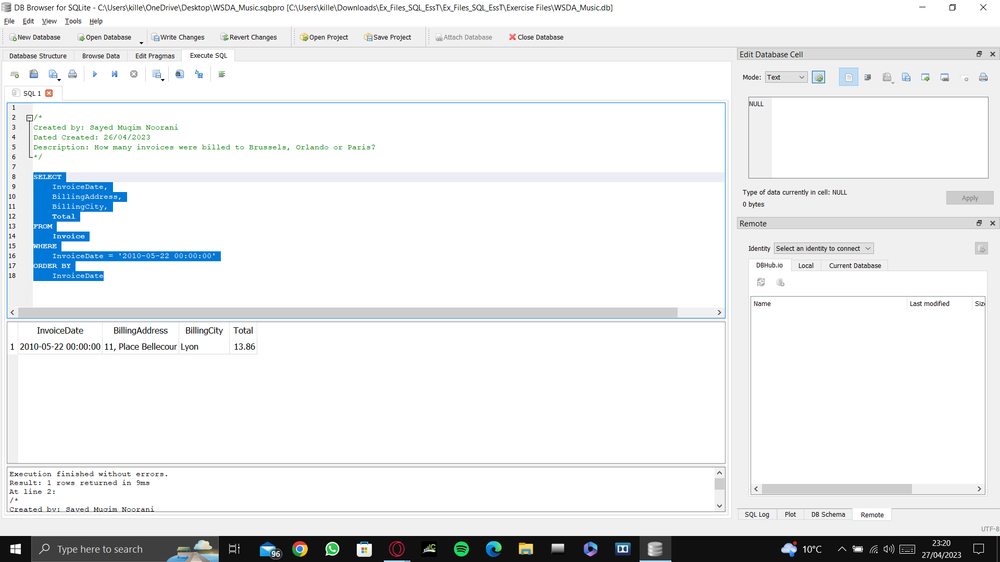 DB Browser for SQLite - C:\Users\kille\OneDrive\Desktop\WSDA_Music.sqbpro [C:\Users\kille\Downloads\Ex_Files_SQL_EssT\Ex_Files_SQL_EssT\Exercise Files\WSDA_Music.db]
File Edit View Tools Help
New Database Open Database Write Changes Revert Changes Open Project Save Project Attach Database Close Database
Database Structure Browse Data Edit Pragmas Execute SQL
SQL 1
1
2 /*
3 Created by: Sayed Muqim Noorani
4 Dated Created: 26/04/2023
5 Description: How many invoices were billed to Brussels, Orlando or Paris?
6 */
7
8 SELECT
9 InvoiceDate,
10 BillingAddress,
11 BillingCity,
12 Total
13 FROM
14 Invoice
15 WHERE
16 InvoiceDate = '2010-05-22 00:00:00'
17 ORDER BY
18 InvoiceDate
InvoiceDate BillingAddress BillingCity Total
1 2010-05-22 00:00:00 11, Place Bellecour Lyon 13.86
Execution finished without errors.
Result: 1 rows returned in 9ms
At line 2:
/*
Created by: Sayed Muqim Noorani
Edit Database Cell
Mode: Text
NULL
Type of data currently in cell: NULL
0 bytes
Apply
Remote
Identity Select an identity to connect
DBHub.io Local Current Database
Name Last modified Siz
SQL Log Plot DB Schema Remote
UTF-8
Type here to search
96
10°C
23:20
27/04/2023